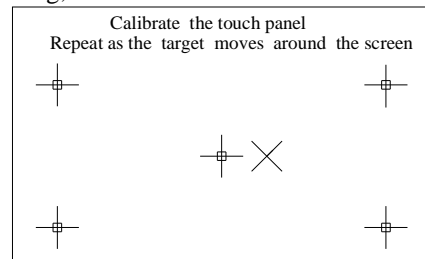 Calibrate the touch panel
Repeat as the target moves around the screen